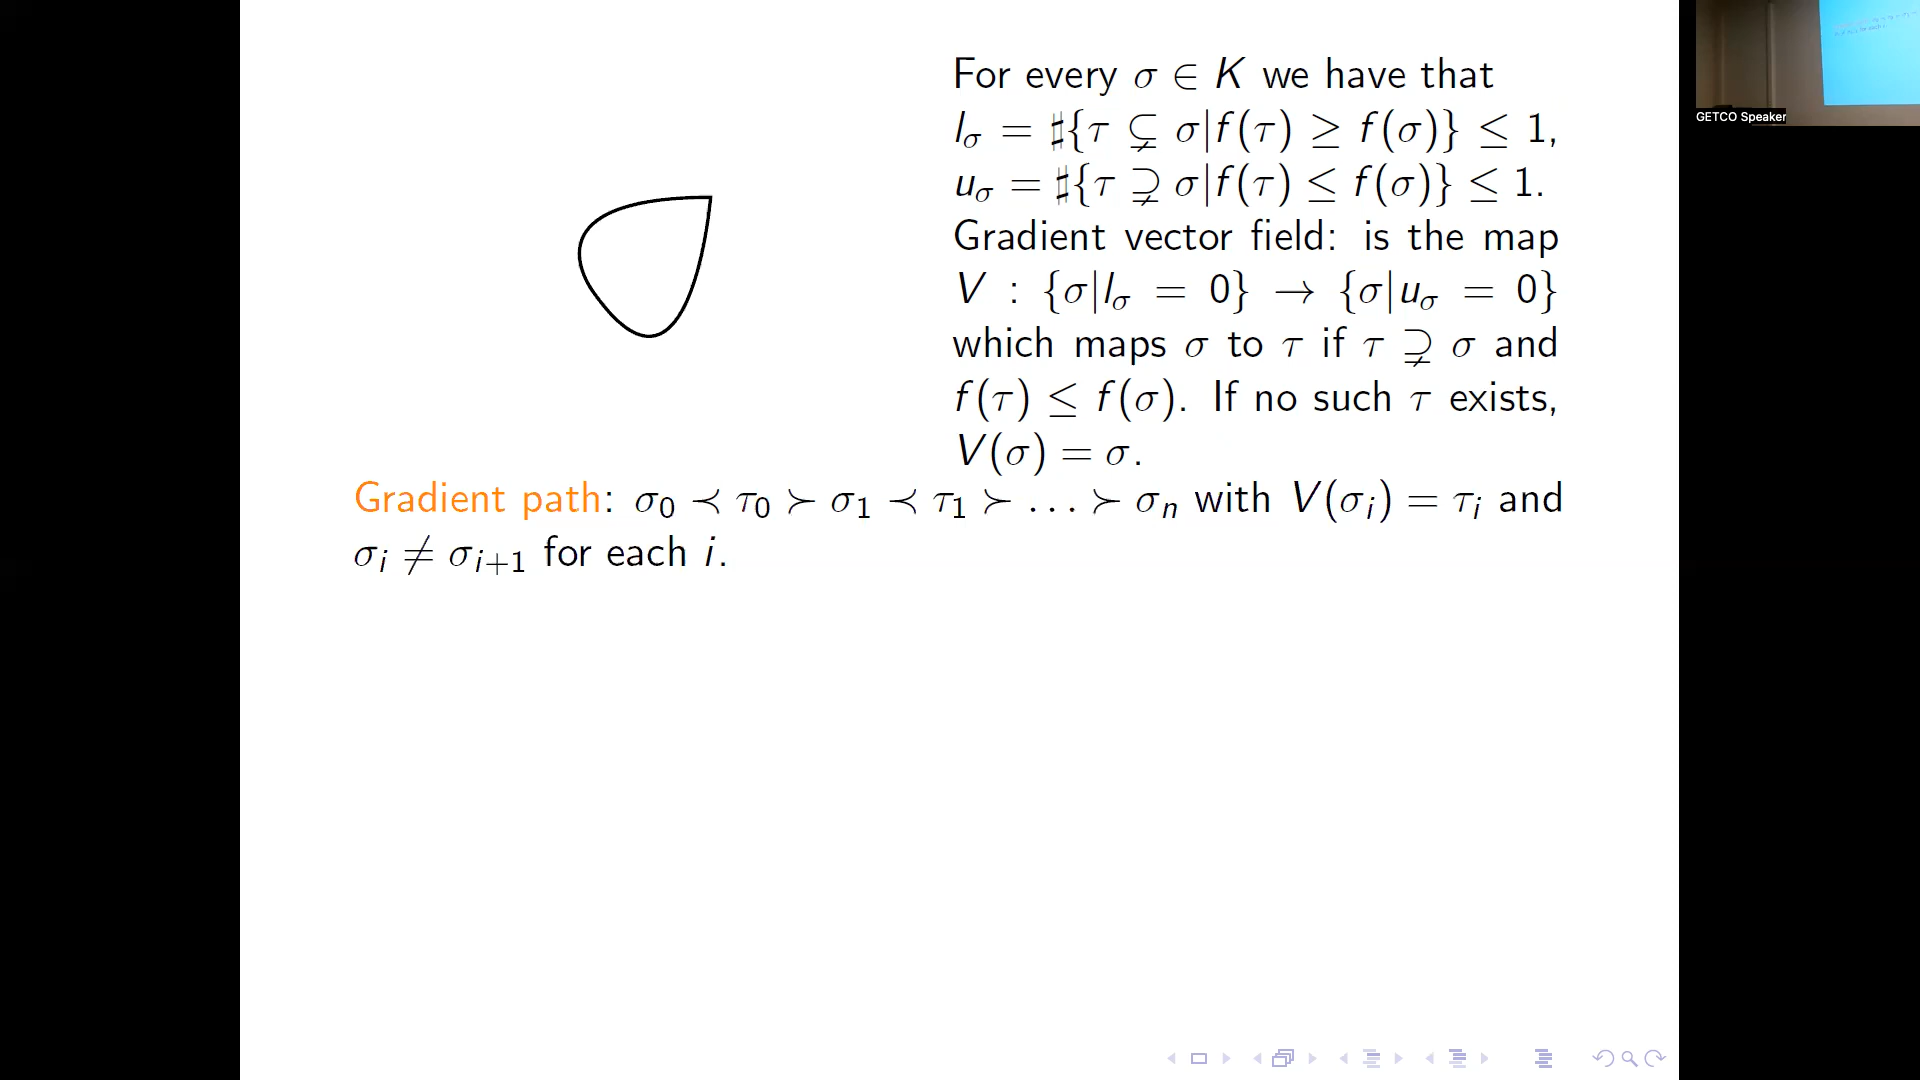 For every σ ∈ K we have that
l_σ = ♯{τ ⊊ σ|f(τ) ≥ f(σ)} ≤ 1,
u_σ = ♯{τ ⊋ σ|f(τ) ≤ f(σ)} ≤ 1.
Gradient vector field: is the map
V : {σ|l_σ = 0} → {σ|u_σ = 0}
which maps σ to τ if τ ⊋ σ and
f(τ) ≤ f(σ). If no such τ exists,
V(σ) = σ.
Gradient path: σ_0 ≺ τ_0 ≻ σ_1 ≺ τ_1 ≻ … ≻ σ_n with V(σ_i) = τ_i and
σ_i ≠ σ_{i+1} for each i.
GETCO Speaker